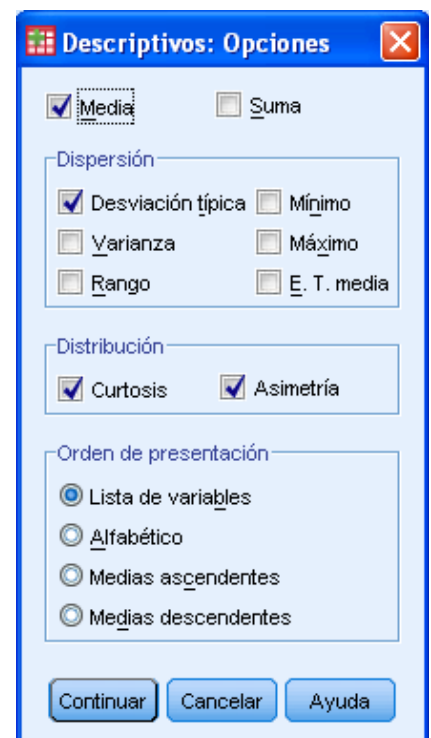 Descriptivos: Opciones
Media Suma
Dispersión
Desviación típica Mínimo
Varianza Máximo
Rango E. T. media
Distribución
Curtosis Asimetría
Orden de presentación
Lista de variables
Alfabético
Medias ascendentes
Medias descendentes
Continuar Cancelar Ayuda